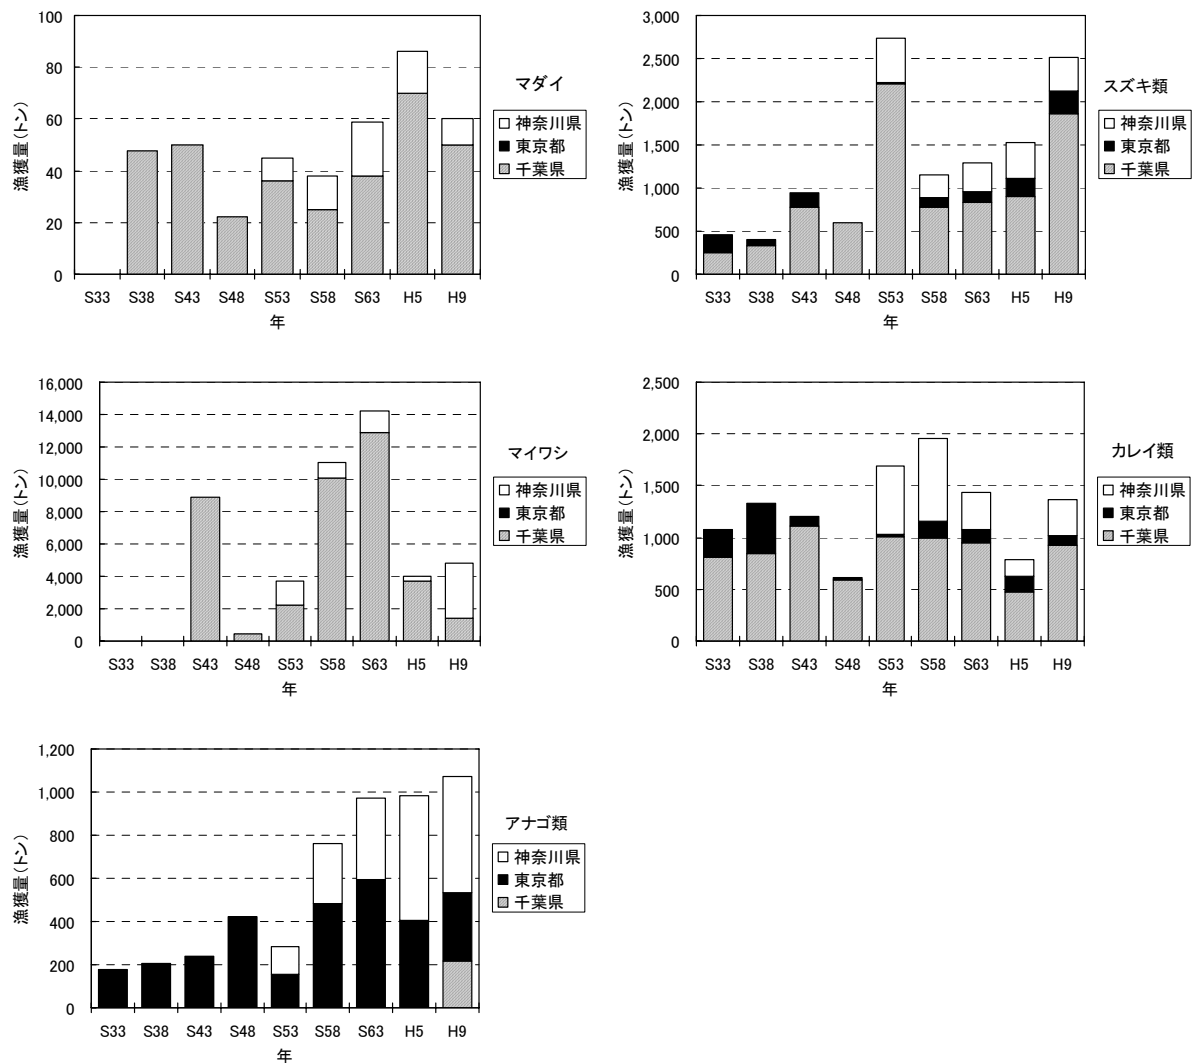 マダイ
漁獲量(トン)
100
80
60
40
20
0
S33 S38 S43 S48 S53 S58 S63 H5 H9
年
神奈川県
東京都
千葉県
スズキ類
漁獲量(トン)
3,000
2,500
2,000
1,500
1,000
500
0
S33 S38 S43 S48 S53 S58 S63 H5 H9
年
神奈川県
東京都
千葉県
マイワシ
漁獲量(トン)
16,000
14,000
12,000
10,000
8,000
6,000
4,000
2,000
0
S33 S38 S43 S48 S53 S58 S63 H5 H9
年
神奈川県
東京都
千葉県
カレイ類
漁獲量(トン)
2,500
2,000
1,500
1,000
500
0
S33 S38 S43 S48 S53 S58 S63 H5 H9
年
神奈川県
東京都
千葉県
アナゴ類
漁獲量(トン)
1,200
1,000
800
600
400
200
0
S33 S38 S43 S48 S53 S58 S63 H5 H9
年
神奈川県
東京都
千葉県